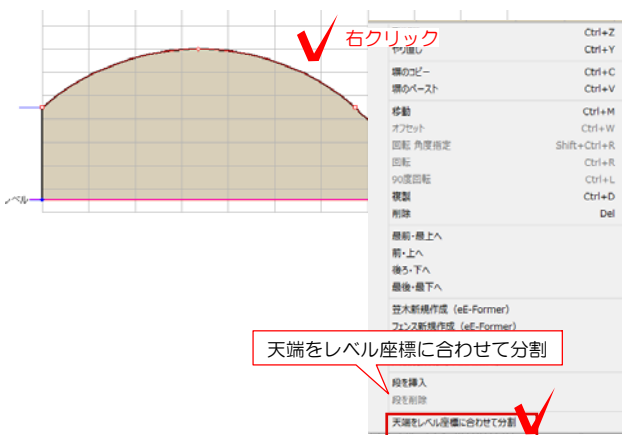 右クリック
Ctrl+Z
やり直し Ctrl+Y
塀のコピー Ctrl+C
塀のペースト Ctrl+V
移動 Ctrl+M
オフセット Ctrl+W
回転 角度指定 Shift+Ctrl+R
回転 Ctrl+R
90度回転 Ctrl+L
複製 Ctrl+D
削除 Del
レベル
最前・最上へ
前・上へ
後ろ・下へ
最後・最下へ
笠木新規作成（eE-Former）
フェンス新規作成（eE-Former）
天端をレベル座標に合わせて分割
段を挿入
段を削除
天端をレベル座標に合わせて分割